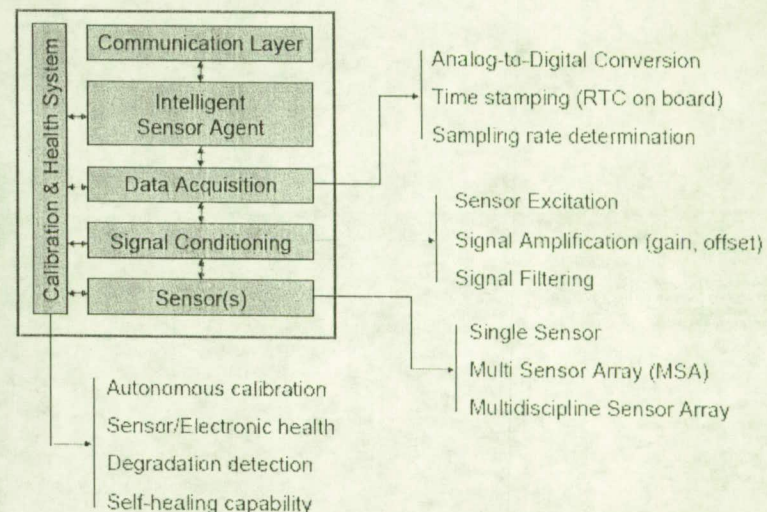 Calibration & Health System
Communication Layer
Intelligent
Sensor Agent
Data Acquisition
Signal Conditioning
Sensor(s)
Analog-to-Digital Conversion
Time stamping (RTC on board)
Sampling rate determination
Sensor Excitation
Signal Amplification (gain, offset)
Signal Filtering
Single Sensor
Multi Sensor Array (MSA)
Multidiscipline Sensor Array
Autonomous calibration
Sensor/Electronic health
Degradation detection
Self-healing capability